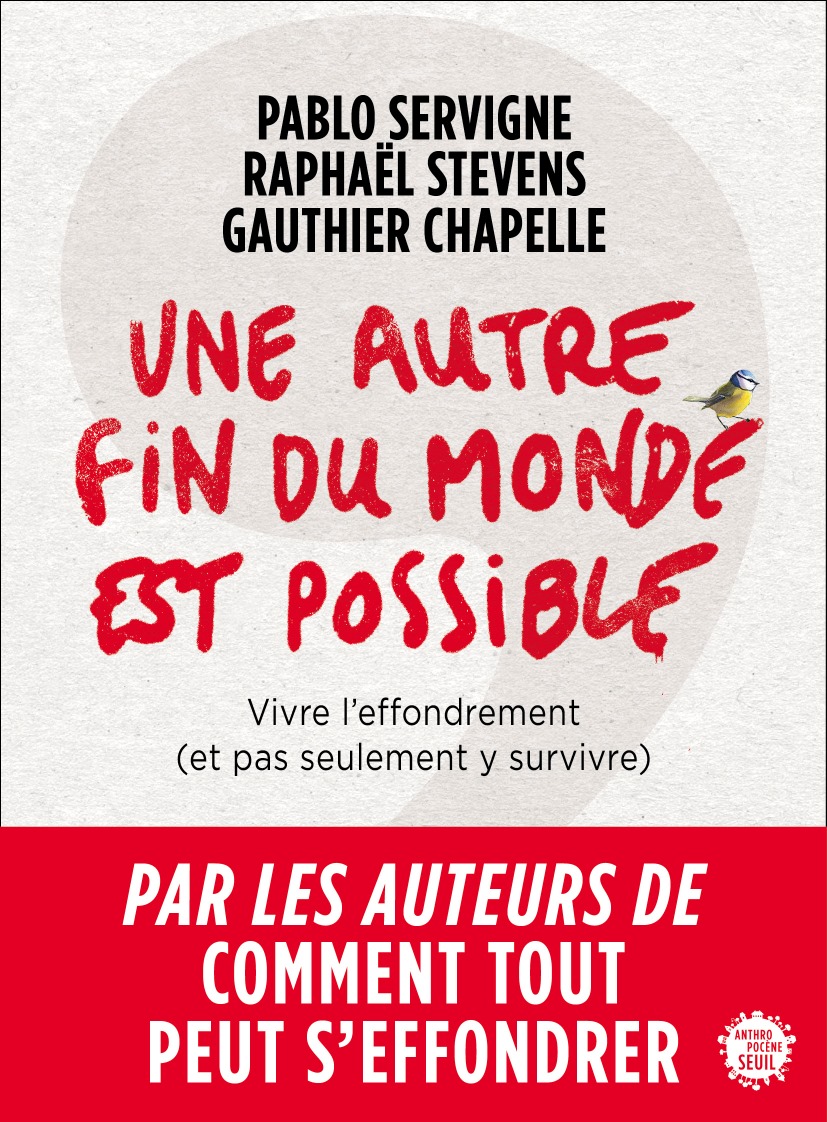 PABLO SERVIGNE
RAPHAËL STEVENS
GAUTHIER CHAPELLE
UNE AUTRE
FiN DU MONDE
EST POSSiBLE
Vivre l’effondrement
(et pas seulement y survivre)
PAR LES AUTEURS DE
COMMENT TOUT
PEUT S’EFFONDRER
ANTHRO
POCÈNE
SEUIL